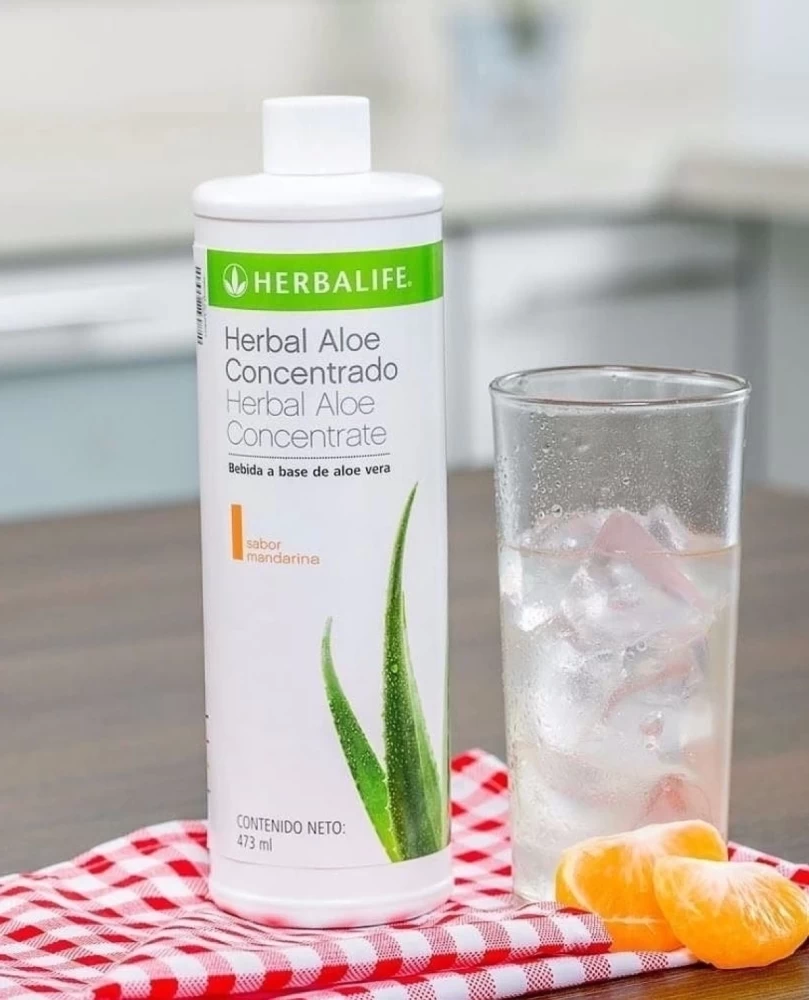 HERBALIFE.
Herbal Aloe
Concentrado
Herbal Aloe
Concentrate
Bebida a base de aloe vera
sabor
mandarina
CONTENIDO NETO:
473 ml